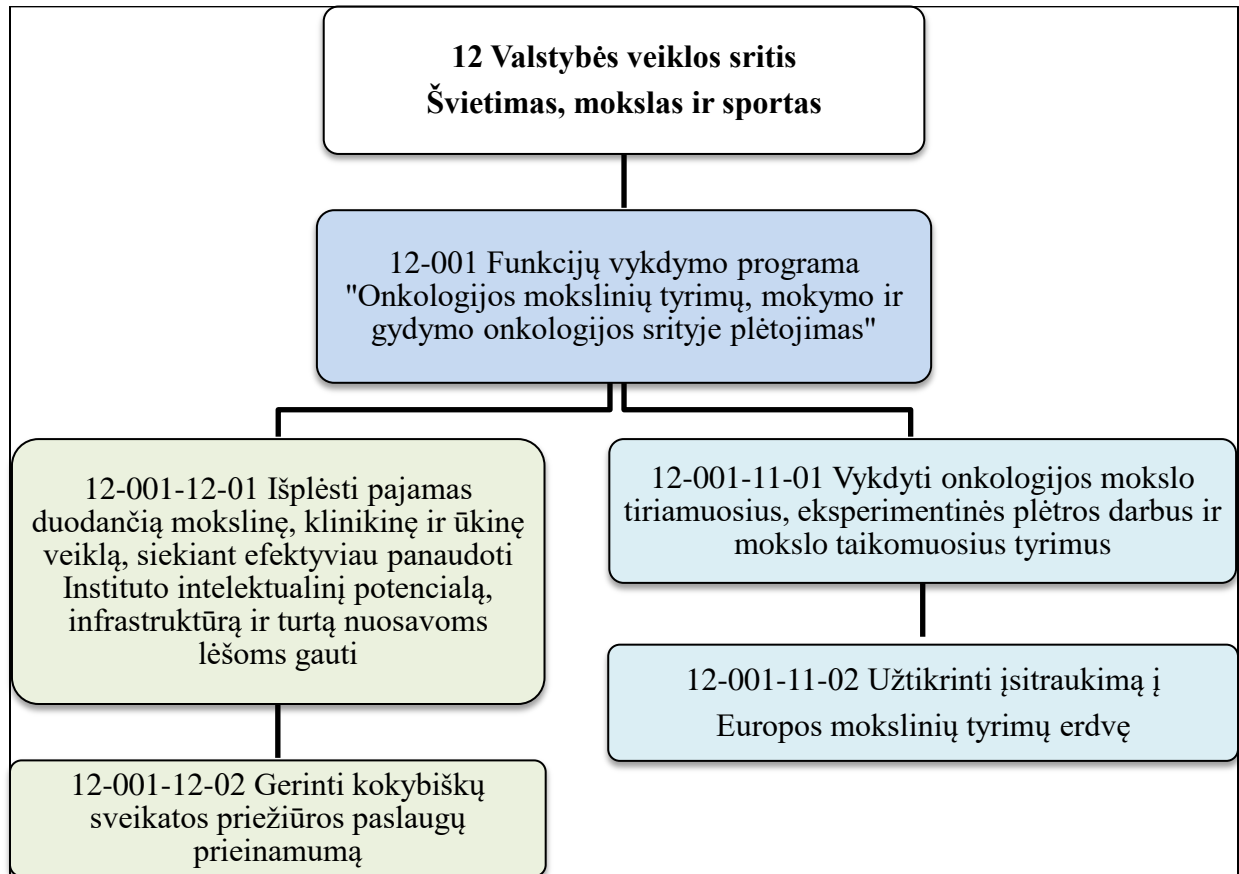 12 Valstybės veiklos sritis
Švietimas, mokslas ir sportas
12-001 Funkcijų vykdymo programa
"Onkologijos mokslinių tyrimų, mokymo ir
gydymo onkologijos srityje plėtojimas"
12-001-12-01 Išplėsti pajamas
duodančią mokslinę, klinikinę ir ūkinę
veiklą, siekiant efektyviau panaudoti
Instituto intelektualinį potencialą,
infrastruktūrą ir turtą nuosavoms
lėšoms gauti
12-001-12-02 Gerinti kokybiškų
sveikatos priežiūros paslaugų
prieinamumą
12-001-11-01 Vykdyti onkologijos mokslo
tiriamuosius, eksperimentinės plėtros darbus ir
mokslo taikomuosius tyrimus
12-001-11-02 Užtikrinti įsitraukimą į
Europos mokslinių tyrimų erdvę